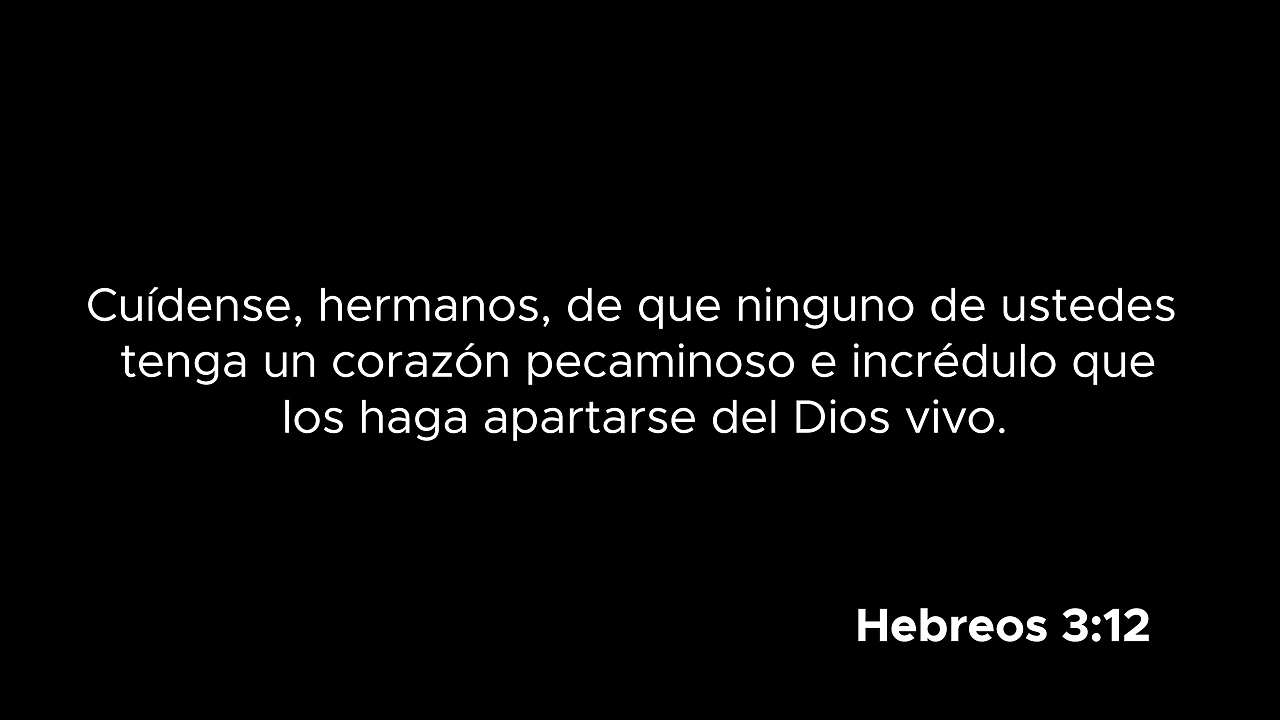 Cuídense, hermanos, de que ninguno de ustedes
tenga un corazón pecaminoso e incrédulo que
los haga apartarse del Dios vivo.
Hebreos 3:12